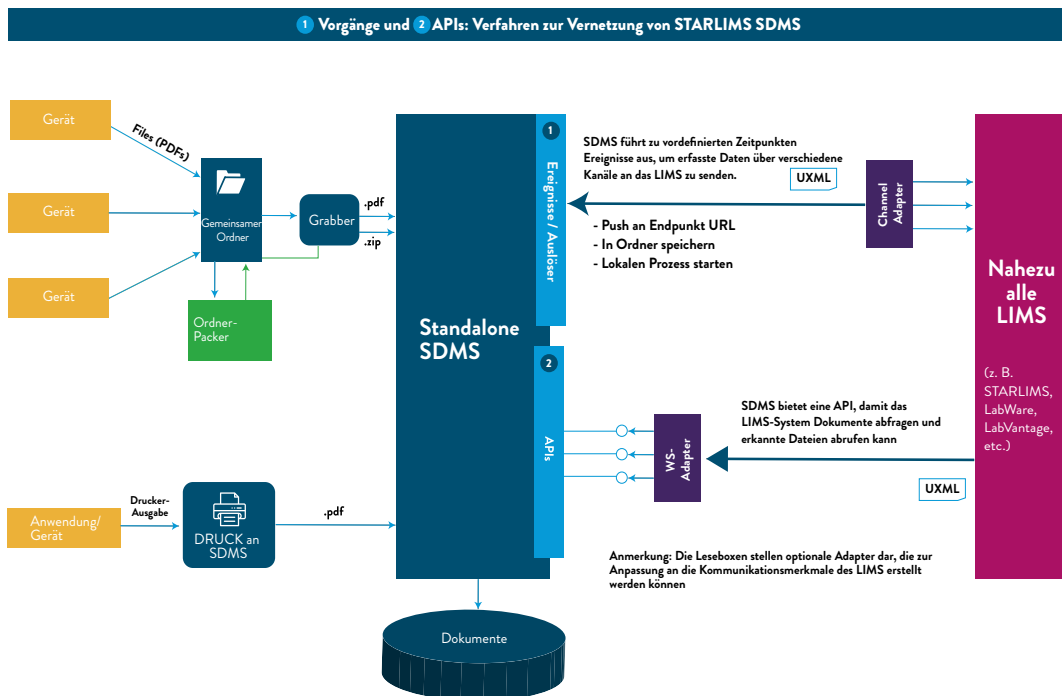 1 Vorgänge und 2 APIs: Verfahren zur Vernetzung von STARLIMS SDMS
Gerät
Files (PDFs)
Gerät
Gerät
Gemeinsamer
Ordner
Grabber
.pdf
.zip
Ordner-
Packer
Anwendung/
Gerät
Drucker-
Ausgabe
DRUCK an
SDMS
.pdf
Standalone
SDMS
Dokumente
1
Ereignisse / Auslöser
2
APIs
SDMS führt zu vordefinierten Zeitpunkten
Ereignisse aus, um erfasste Daten über verschiedene
Kanäle an das LIMS zu senden.
UXML
- Push an Endpunkt URL
- In Ordner speichern
- Lokalen Prozess starten
Channel
Adapter
SDMS bietet eine API, damit das
LIMS-System Dokumente abfragen und
erkannte Dateien abrufen kann
WS-
Adapter
UXML
Anmerkung: Die Leseboxen stellen optionale Adapter dar, die zur
Anpassung an die Kommunikationsmerkmale des LIMS erstellt
werden können
Nahezu
alle
LIMS
(z. B.
STARLIMS,
LabWare,
LabVantage,
etc.)